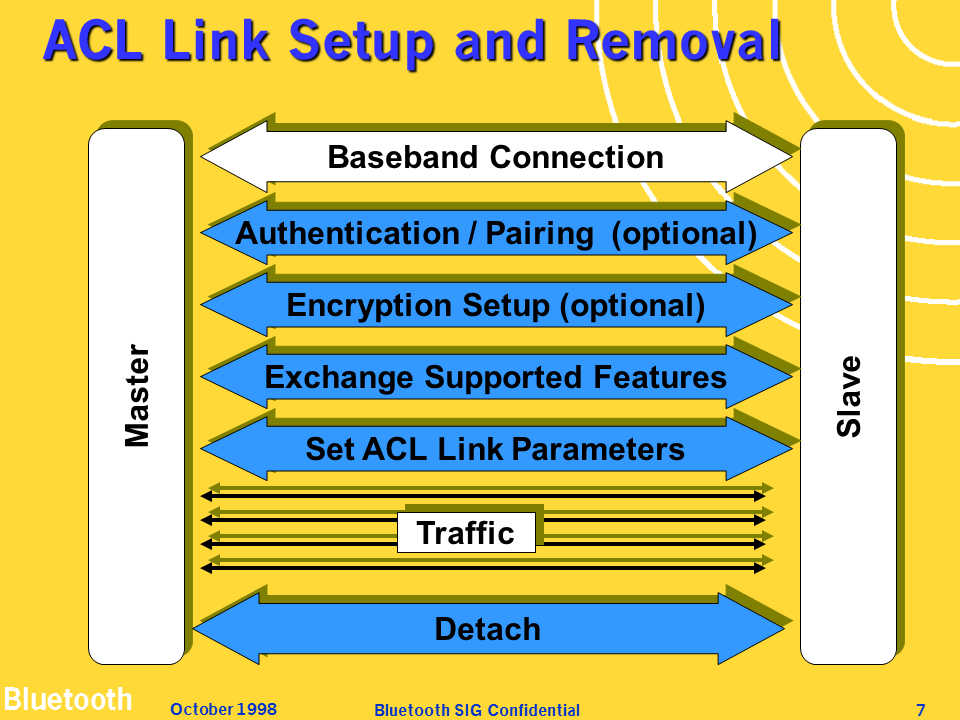 ACL Link Setup and Removal
Baseband Connection
Authentication / Pairing  (optional)
Encryption Setup (optional)
Exchange Supported Features
Set ACL Link Parameters
Master
Slave
Traffic
Detach
Bluetooth
October 1998
Bluetooth SIG Confidential
7